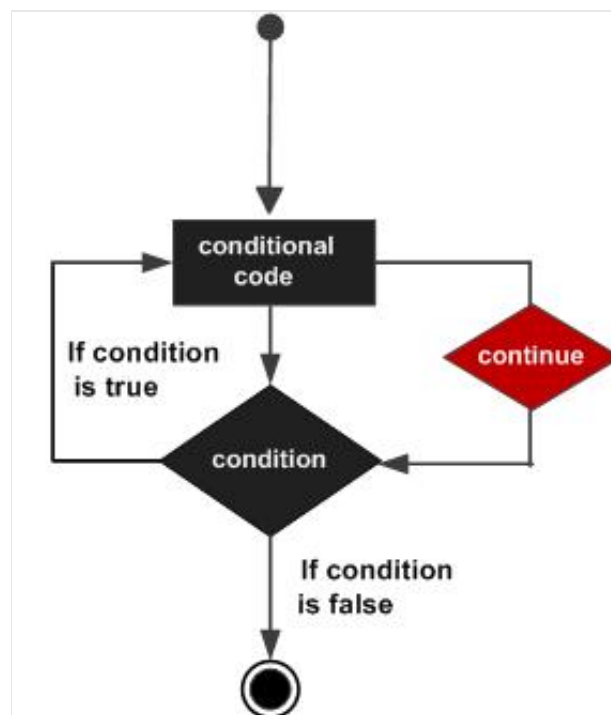 conditional
code
If condition
is true
continue
condition
If condition
is false